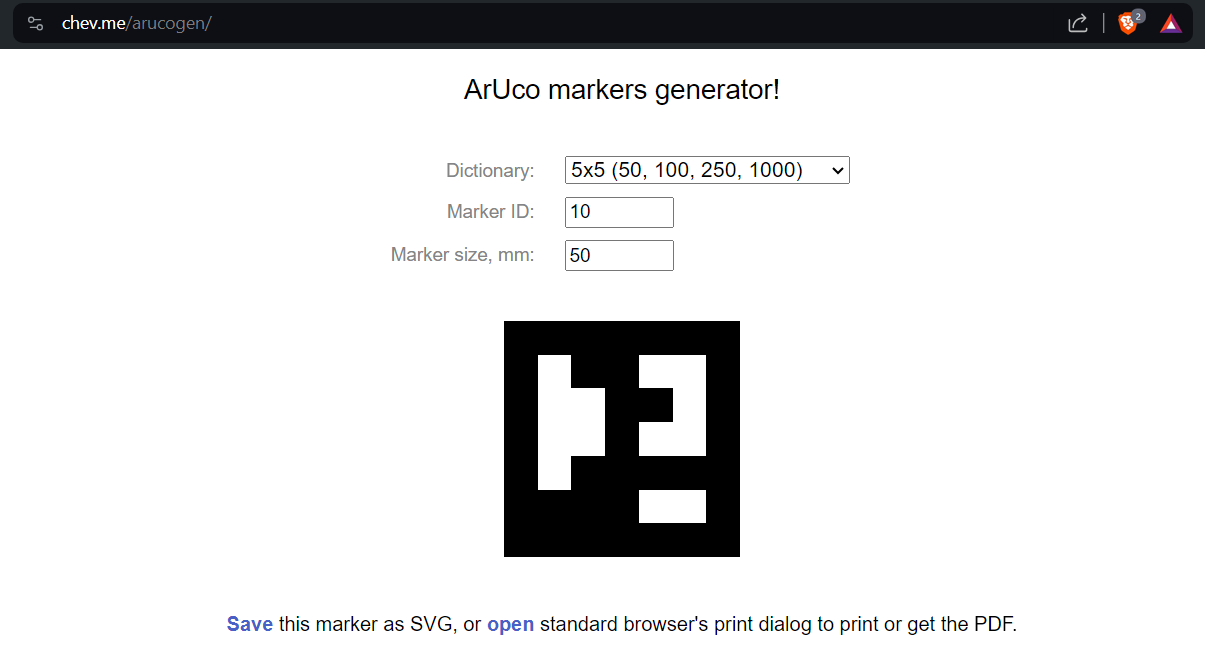 chev.me/arucogen/
2
ArUco markers generator!
Dictionary: 5x5 (50, 100, 250, 1000)
Marker ID: 10
Marker size, mm: 50
Save this marker as SVG, or open standard browser's print dialog to print or get the PDF.